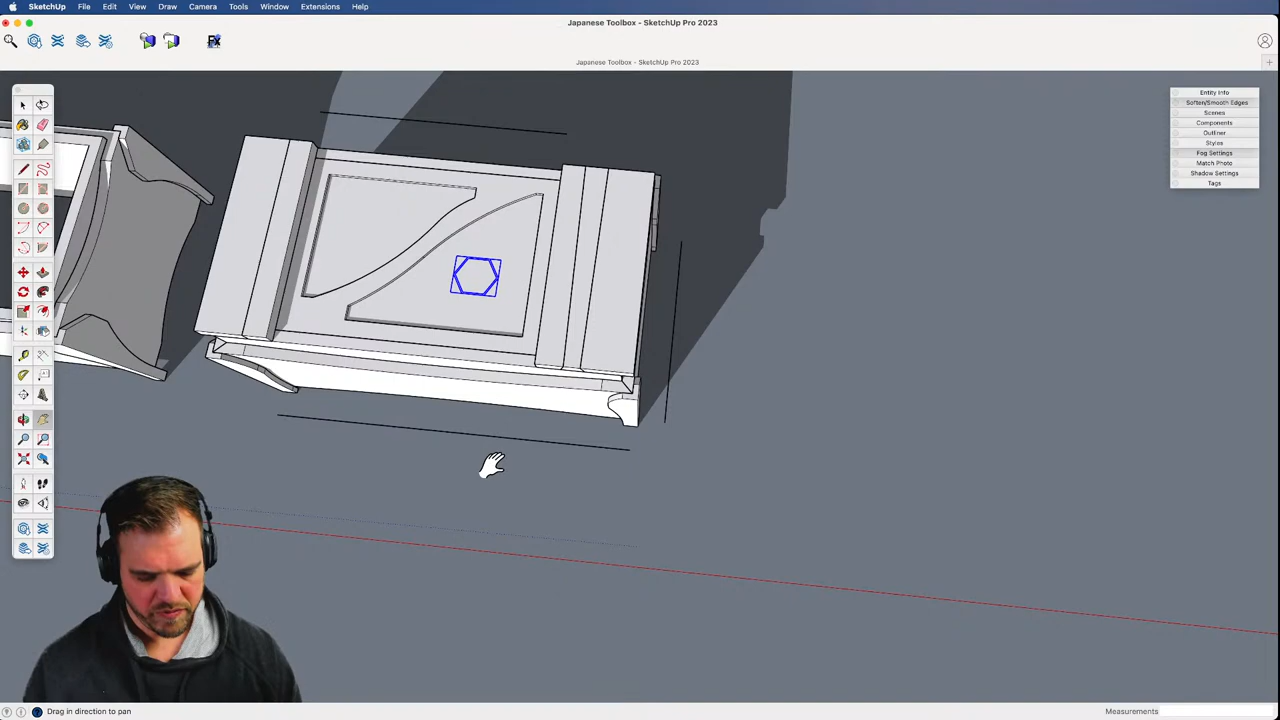 SketchUp File Edit View Draw Camera Tools Window Extensions Help
Japanese Toolbox - SketchUp Pro 2023
Japanese Toolbox - SketchUp Pro 2023
Entity Info
Soften/Smooth Edges
Scenes
Components
Outliner
Styles
Fog Settings
Match Photo
Shadow Settings
Tags
Drag in direction to pan
Measurements